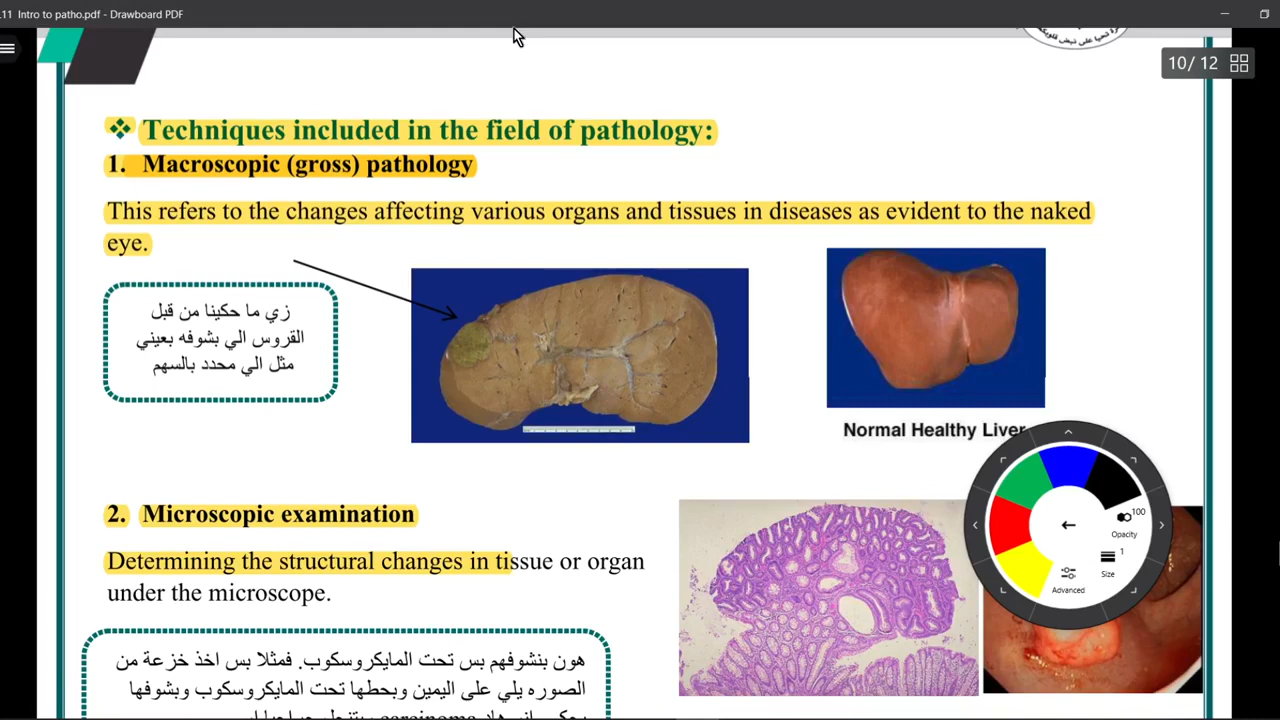 .11 Intro to patho.pdf - Drawboard PDF
10/ 12
❖ Techniques included in the field of pathology:
1. Macroscopic (gross) pathology
This refers to the changes affecting various organs and tissues in diseases as evident to the naked
eye.
زي ما حكينا من قبل
القروس الي بشوفه بعيني
مثل الي محدد بالسهم
Normal Healthy Liver
2. Microscopic examination
Determining the structural changes in tissue or organ
under the microscope.
100
Opacity
1
Size
Advanced
هون بنشوفهم بس تحت المايكروسكوب. فمثلا بس اخذ خزعة من
الصوره يلي على اليمين وبحطها تحت المايكروسكوب وبشوفها
carcinoma